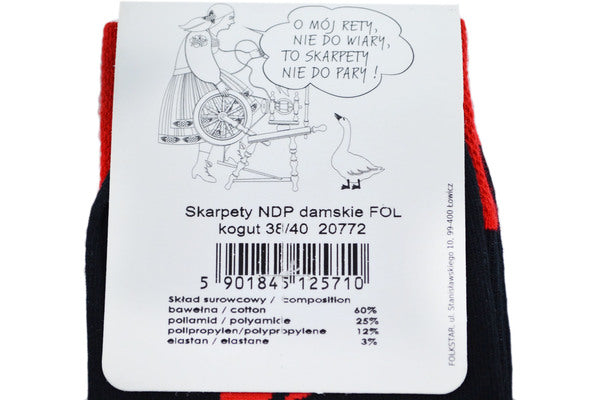 O MÓJ RETY,
NIE DO WIARY,
TO SKARPETY
NIE DO PARY !
Skarpety NDP damskie FOL
kogut 38/40 20772
5 901845 125710
Skład surowcowy / composition
bawełna / cotton 60%
poliamid / polyamide 25%
polipropylen/polypropylene 12%
elastan / elastane 3%
FOLKSTAR, ul. Stanisławskiego 10, 99-400 Łowicz